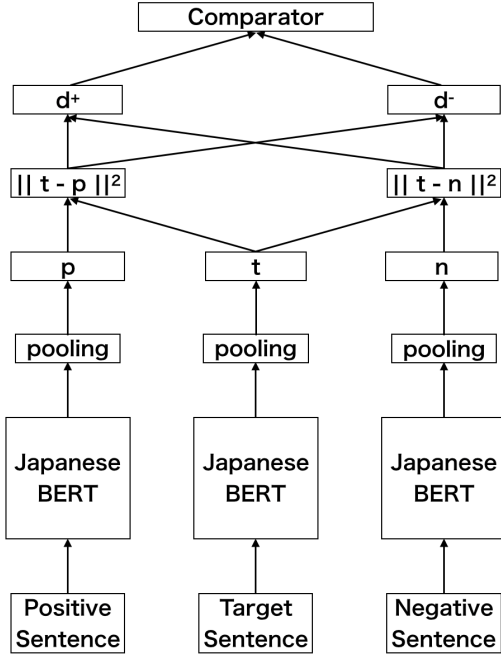 Comparator
d⁺
d⁻
|| t - p ||²
|| t - n ||²
p
t
n
pooling
pooling
pooling
Japanese
BERT
Japanese
BERT
Japanese
BERT
Positive
Sentence
Target
Sentence
Negative
Sentence